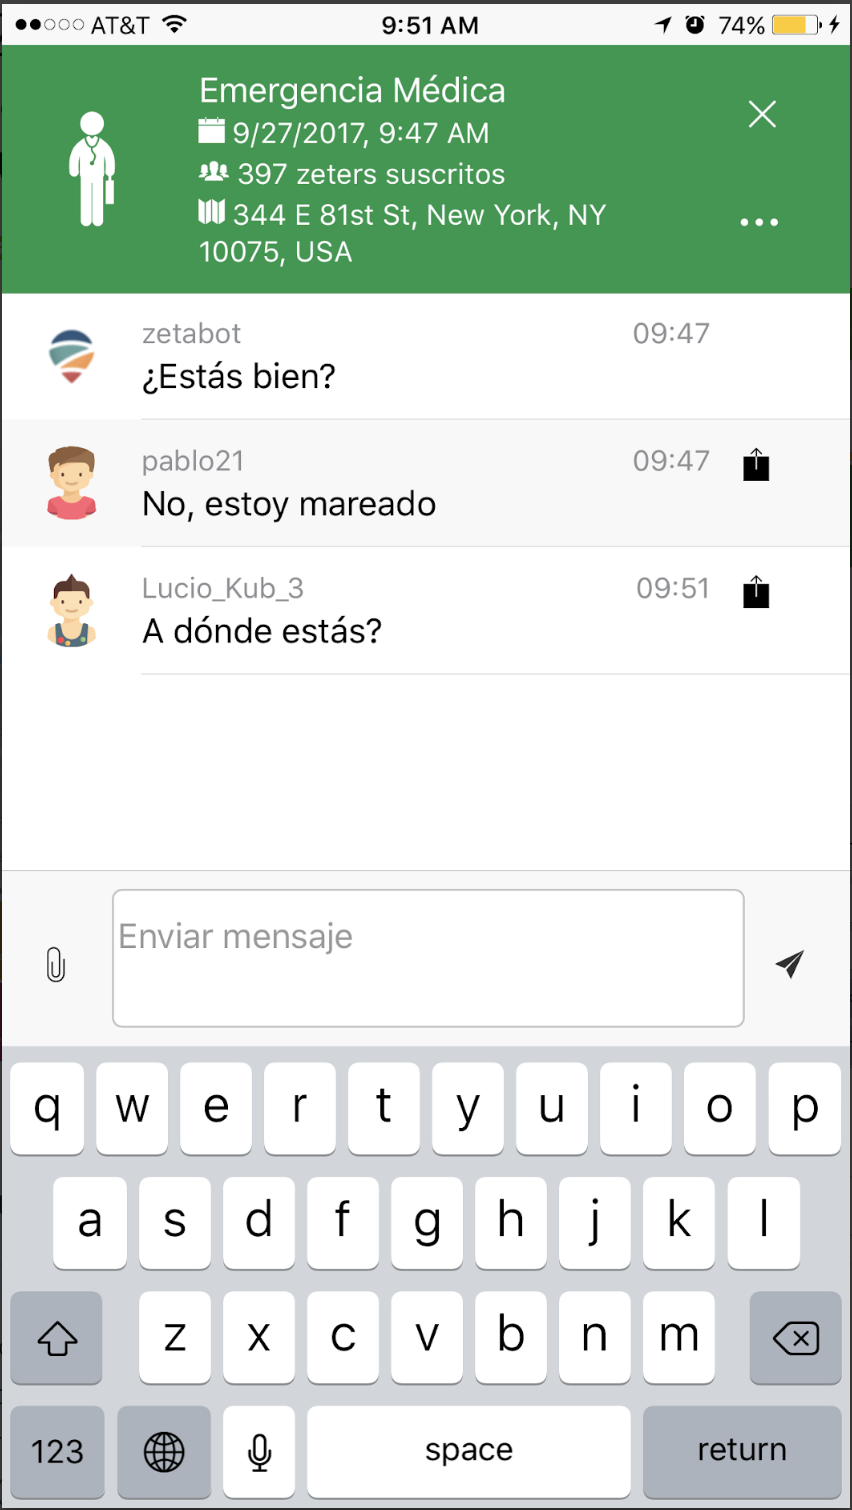 AT&T 9:51 AM 74%
Emergencia Médica
9/27/2017, 9:47 AM
397 zeters suscritos
344 E 81st St, New York, NY
10075, USA
zetabot 09:47
¿Estás bien?
pablo21 09:47
No, estoy mareado
Lucio_Kub_3 09:51
A dónde estás?
Enviar mensaje
q w e r t y u i o p
a s d f g h j k l
z x c v b n m
123 space return